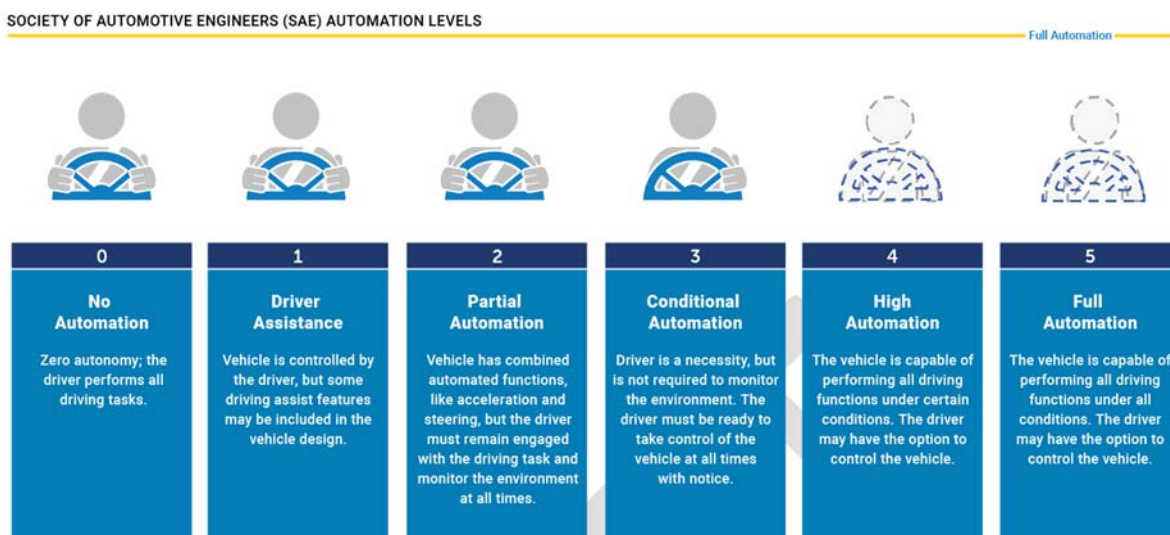 SOCIETY OF AUTOMOTIVE ENGINEERS (SAE) AUTOMATION LEVELS
Full Automation
0
No
Automation
Zero autonomy; the
driver performs all
driving tasks.
1
Driver
Assistance
Vehicle is controlled by
the driver, but some
driving assist features
may be included in the
vehicle design.
2
Partial
Automation
Vehicle has combined
automated functions,
like acceleration and
steering, but the driver
must remain engaged
with the driving task and
monitor the environment
at all times.
3
Conditional
Automation
Driver is a necessity, but
is not required to monitor
the environment. The
driver must be ready to
take control of the
vehicle at all times
with notice.
4
High
Automation
The vehicle is capable of
performing all driving
functions under certain
conditions. The driver
may have the option to
control the vehicle.
5
Full
Automation
The vehicle is capable of
performing all driving
functions under all
conditions. The driver
may have the option to
control the vehicle.